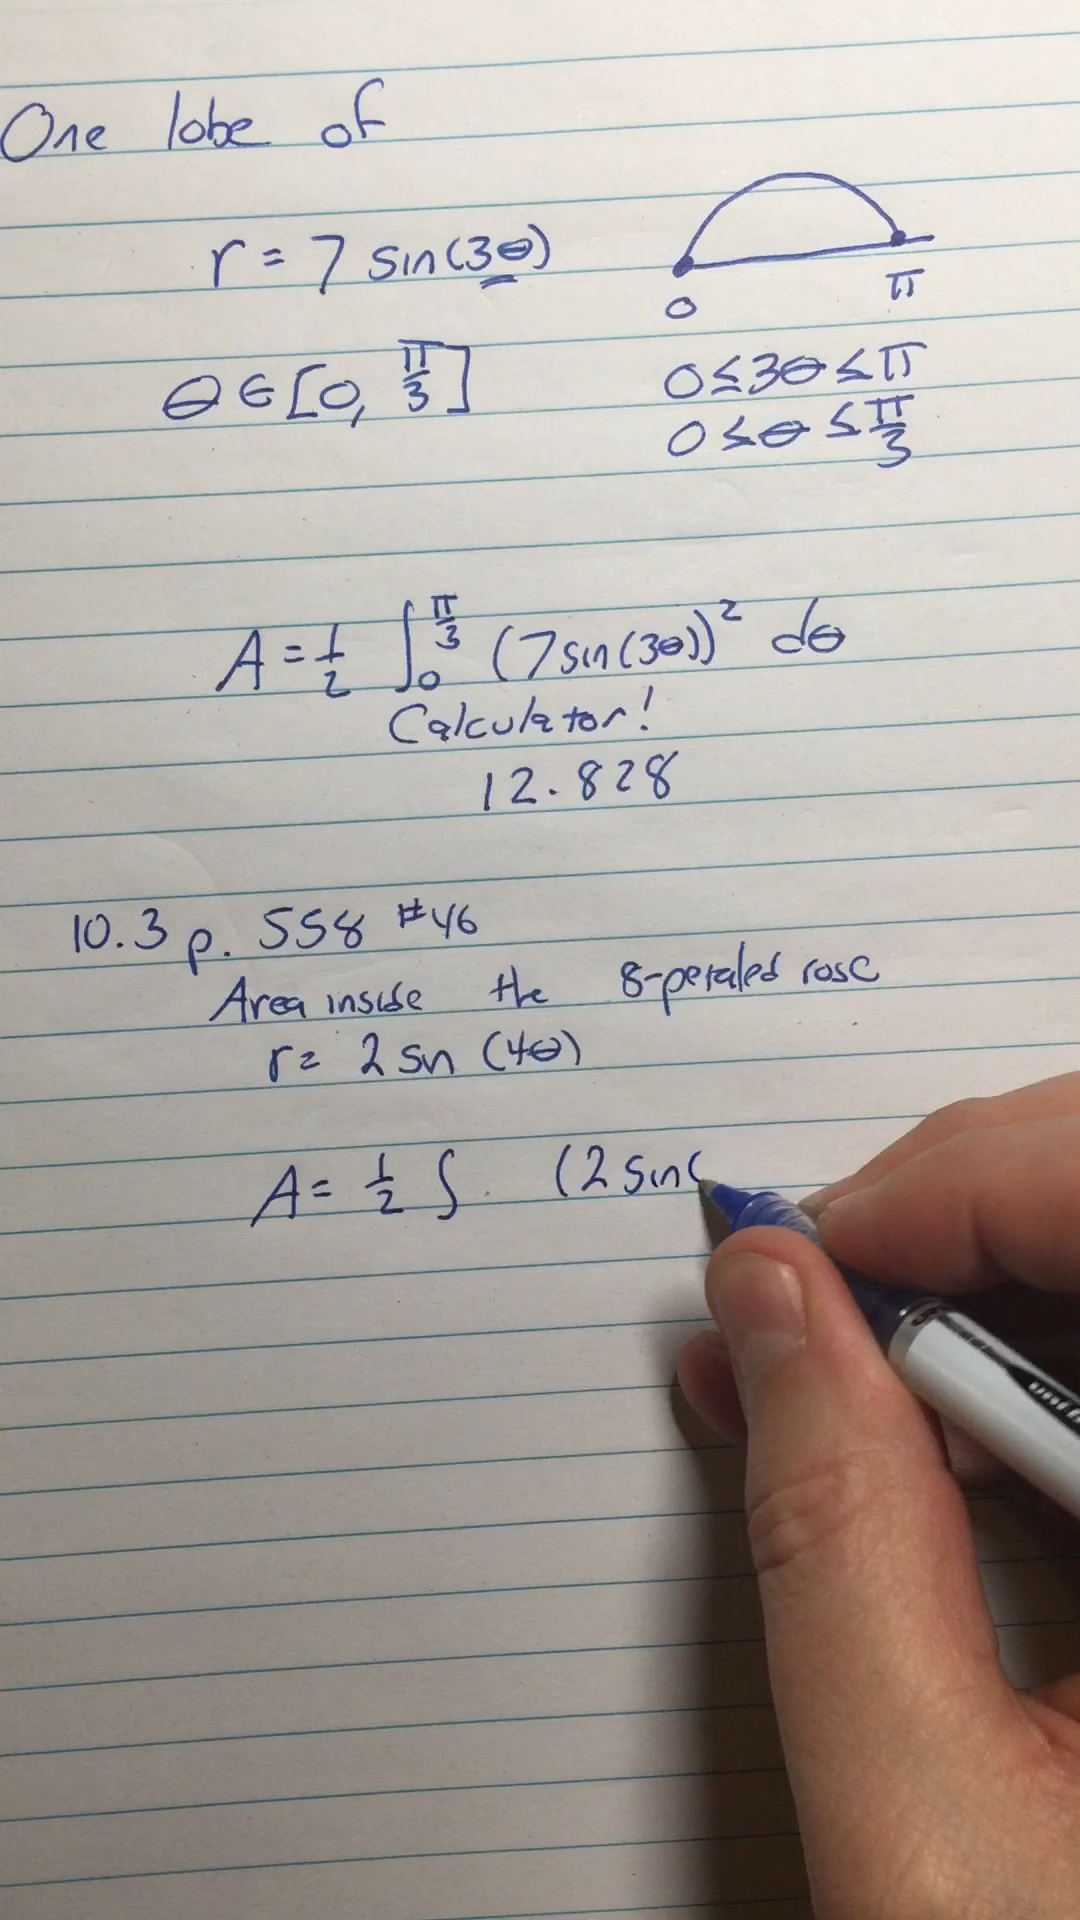 One lobe of
r = 7 sin(3θ)
0 π
θ ∈ [0, π/3]
0 ≤ 3θ ≤ π
0 ≤ θ ≤ π/3
A = 1/2 ∫_0^{π/3} (7sin(3θ))² dθ
Calculator!
12.828
10.3 p. 558 #46
Area inside the 8-petaled rose
r = 2 sin (4θ)
A = 1/2 ∫ (2 sin(